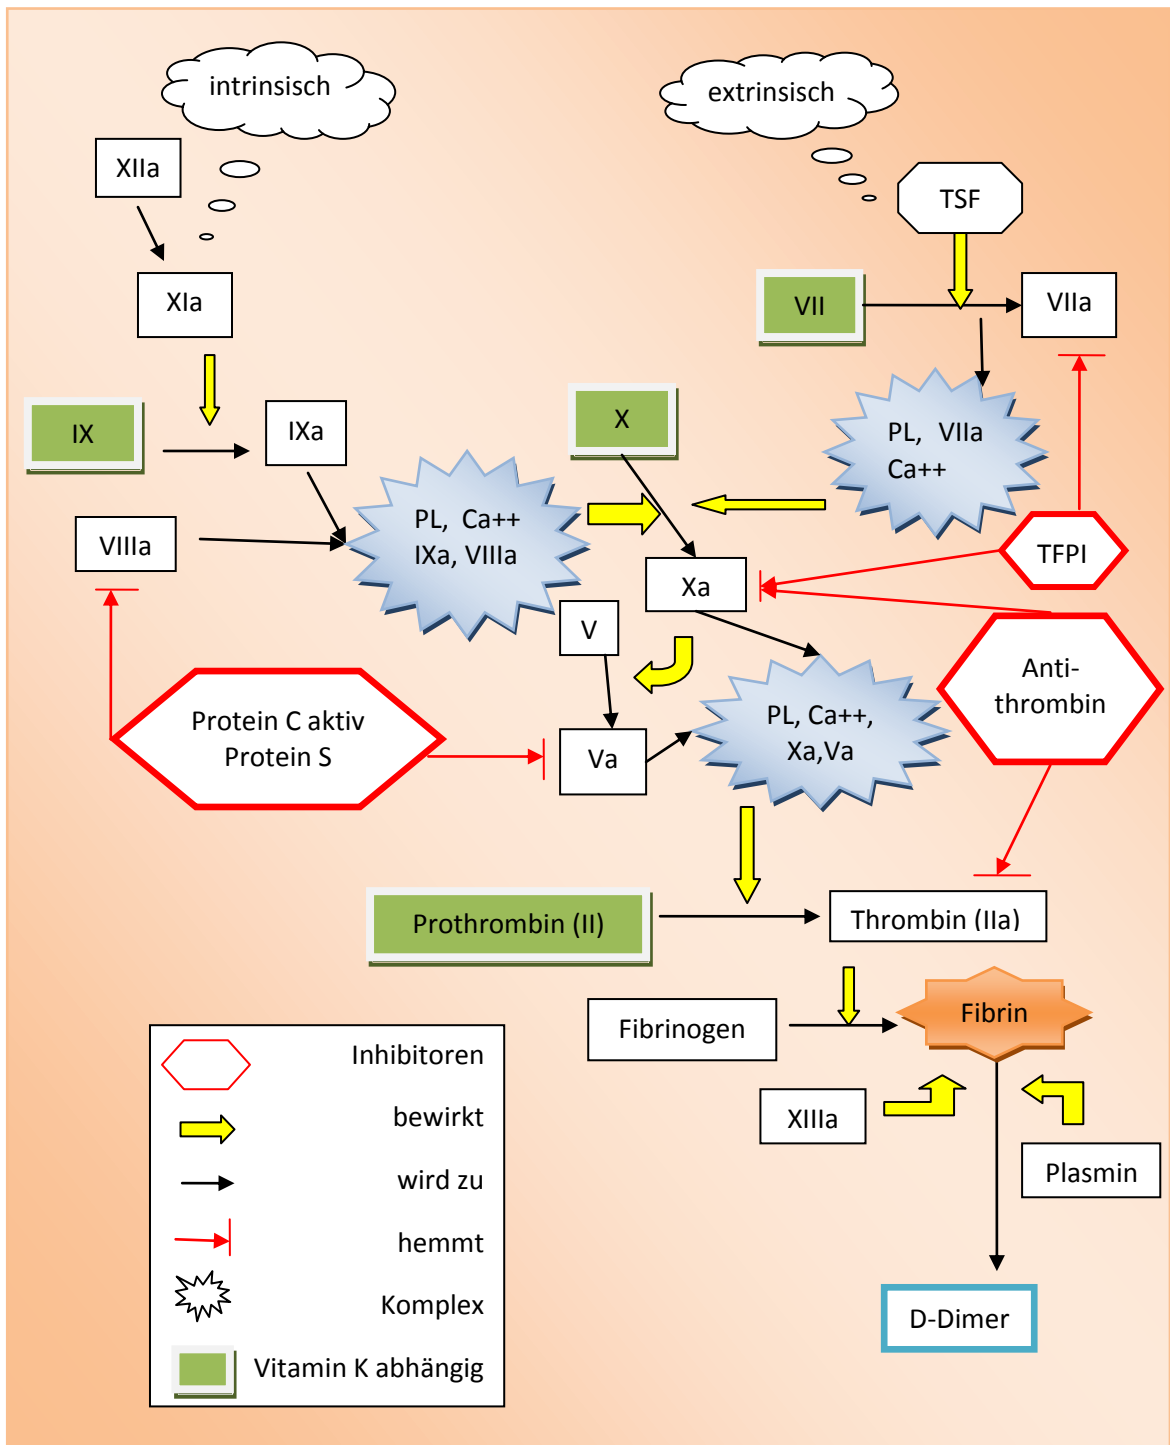 intrinsisch
extrinsisch
XIIa
TSF
XIa
VII
VIIa
IX
IXa
X
PL, VIIa
Ca++
VIIIa
PL, Ca++
IXa, VIIIa
TFPI
Xa
V
Anti-
thrombin
Protein C aktiv
Protein S
Va
PL, Ca++,
Xa,Va
Prothrombin (II)
Thrombin (IIa)
Fibrinogen
Fibrin
XIIIa
Plasmin
D-Dimer
Inhibitoren
bewirkt
wird zu
hemmt
Komplex
Vitamin K abhängig